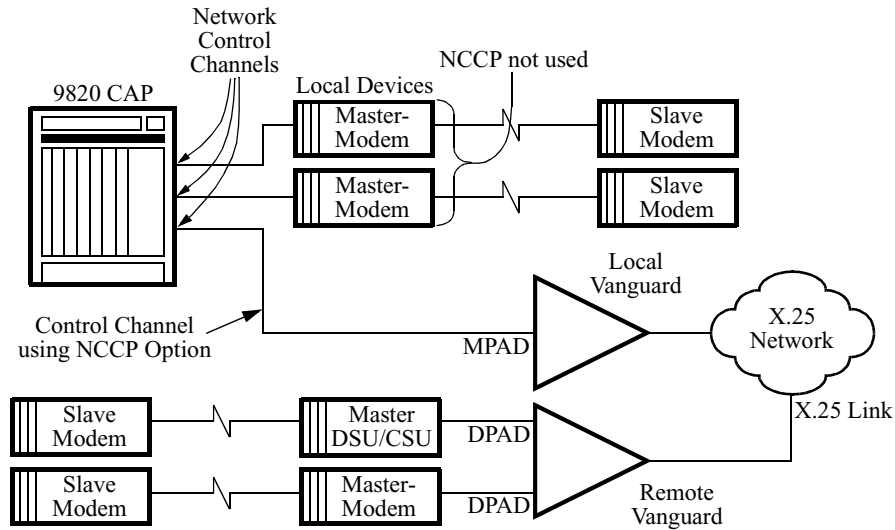 Network
Control
Channels
NCCP not used
9820 CAP
Local Devices
Master-
Modem
Slave
Modem
Master-
Modem
Slave
Modem
Local
Vanguard
X.25
Network
Control Channel
using NCCP Option
MPAD
X.25 Link
Slave
Modem
Master
DSU/CSU
DPAD
Slave
Modem
Master-
Modem
DPAD
Remote
Vanguard